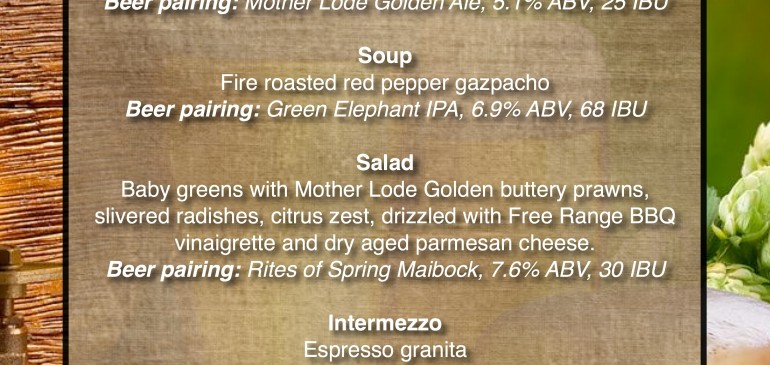 Beer pairing: Mother Lode Golden Ale, 5.1% ABV, 25 IBU
Soup
Fire roasted red pepper gazpacho
Beer pairing: Green Elephant IPA, 6.9% ABV, 68 IBU
Salad
Baby greens with Mother Lode Golden buttery prawns,
slivered radishes, citrus zest, drizzled with Free Range BBQ
vinaigrette and dry aged parmesan cheese.
Beer pairing: Rites of Spring Maibock, 7.6% ABV, 30 IBU
Intermezzo
Espresso granita